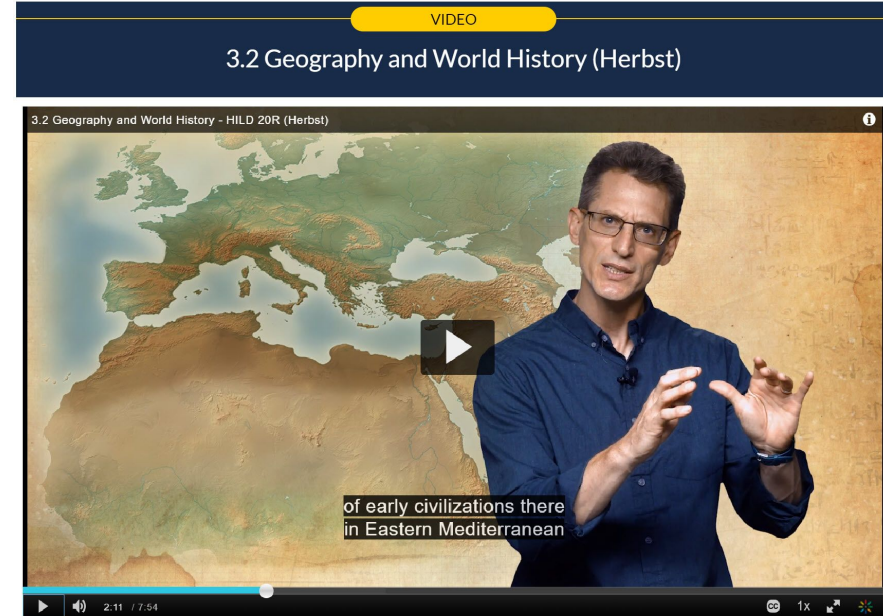 VIDEO
3.2 Geography and World History (Herbst)
3.2 Geography and World History - HILD 20R (Herbst)
of early civilizations there
in Eastern Mediterranean
2:11 / 7:54
CC
1x